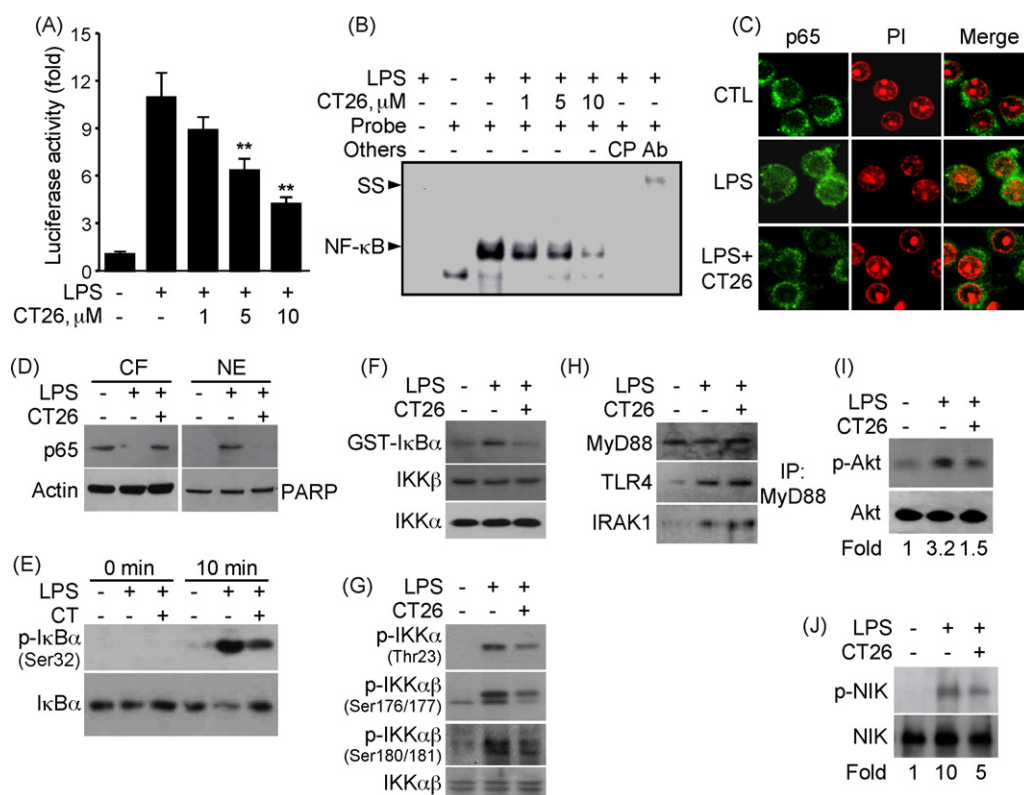 (A)
Luciferase activity (fold)
15
12
9
6
3
0
**
**
LPS - + + + +
CT26, μM - - 1 5 10
(B)
LPS + - + + + + + +
CT26, μM - - - 1 5 10 - -
Probe - + + + + + + +
Others - - - - - - CP Ab
SS
NF-κB
(C)
p65 PI Merge
CTL
LPS
LPS+
CT26
(D)
CF NE
LPS - + + - + +
CT26 - - + - - +
p65
Actin PARP
(E)
0 min 10 min
LPS - + + - + +
CT - - + - - +
p-IκBα
(Ser32)
IκBα
(F)
LPS - + +
CT26 - - +
GST-IκBα
IKKβ
IKKα
(G)
LPS - + +
CT26 - - +
p-IKKα
(Thr23)
p-IKKαβ
(Ser176/177)
p-IKKαβ
(Ser180/181)
IKKαβ
(H)
LPS - + +
CT26 - - +
MyD88
TLR4
IRAK1
IP:
MyD88
(I)
LPS - + +
CT26 - - +
p-Akt
Akt
Fold 1 3.2 1.5
(J)
LPS - + +
CT26 - - +
p-NIK
NIK
Fold 1 10 5